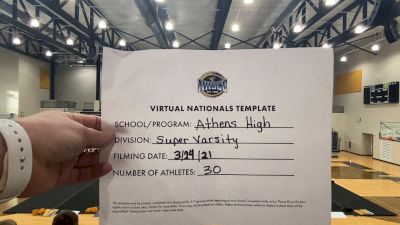 VIRTUAL NATIONALS TEMPLATE
SCHOOL/PROGRAM: Athens High
DIVISION: Super Varsity
FILMING DATE: 3/24/21
NUMBER OF ATHLETES: 30